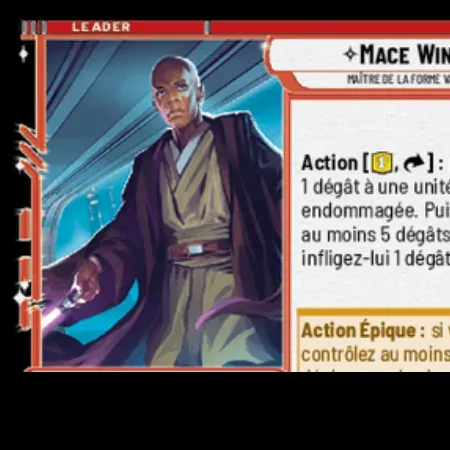 LEADER
MACE WIN
MAÎTRE DE LA FORME
Action [1, ]:
1 dégât à une unité
endommagée. Pui
au moins 5 dégâts
infligez-lui 1 dégât
Action Épique : si
contrôlez au moins